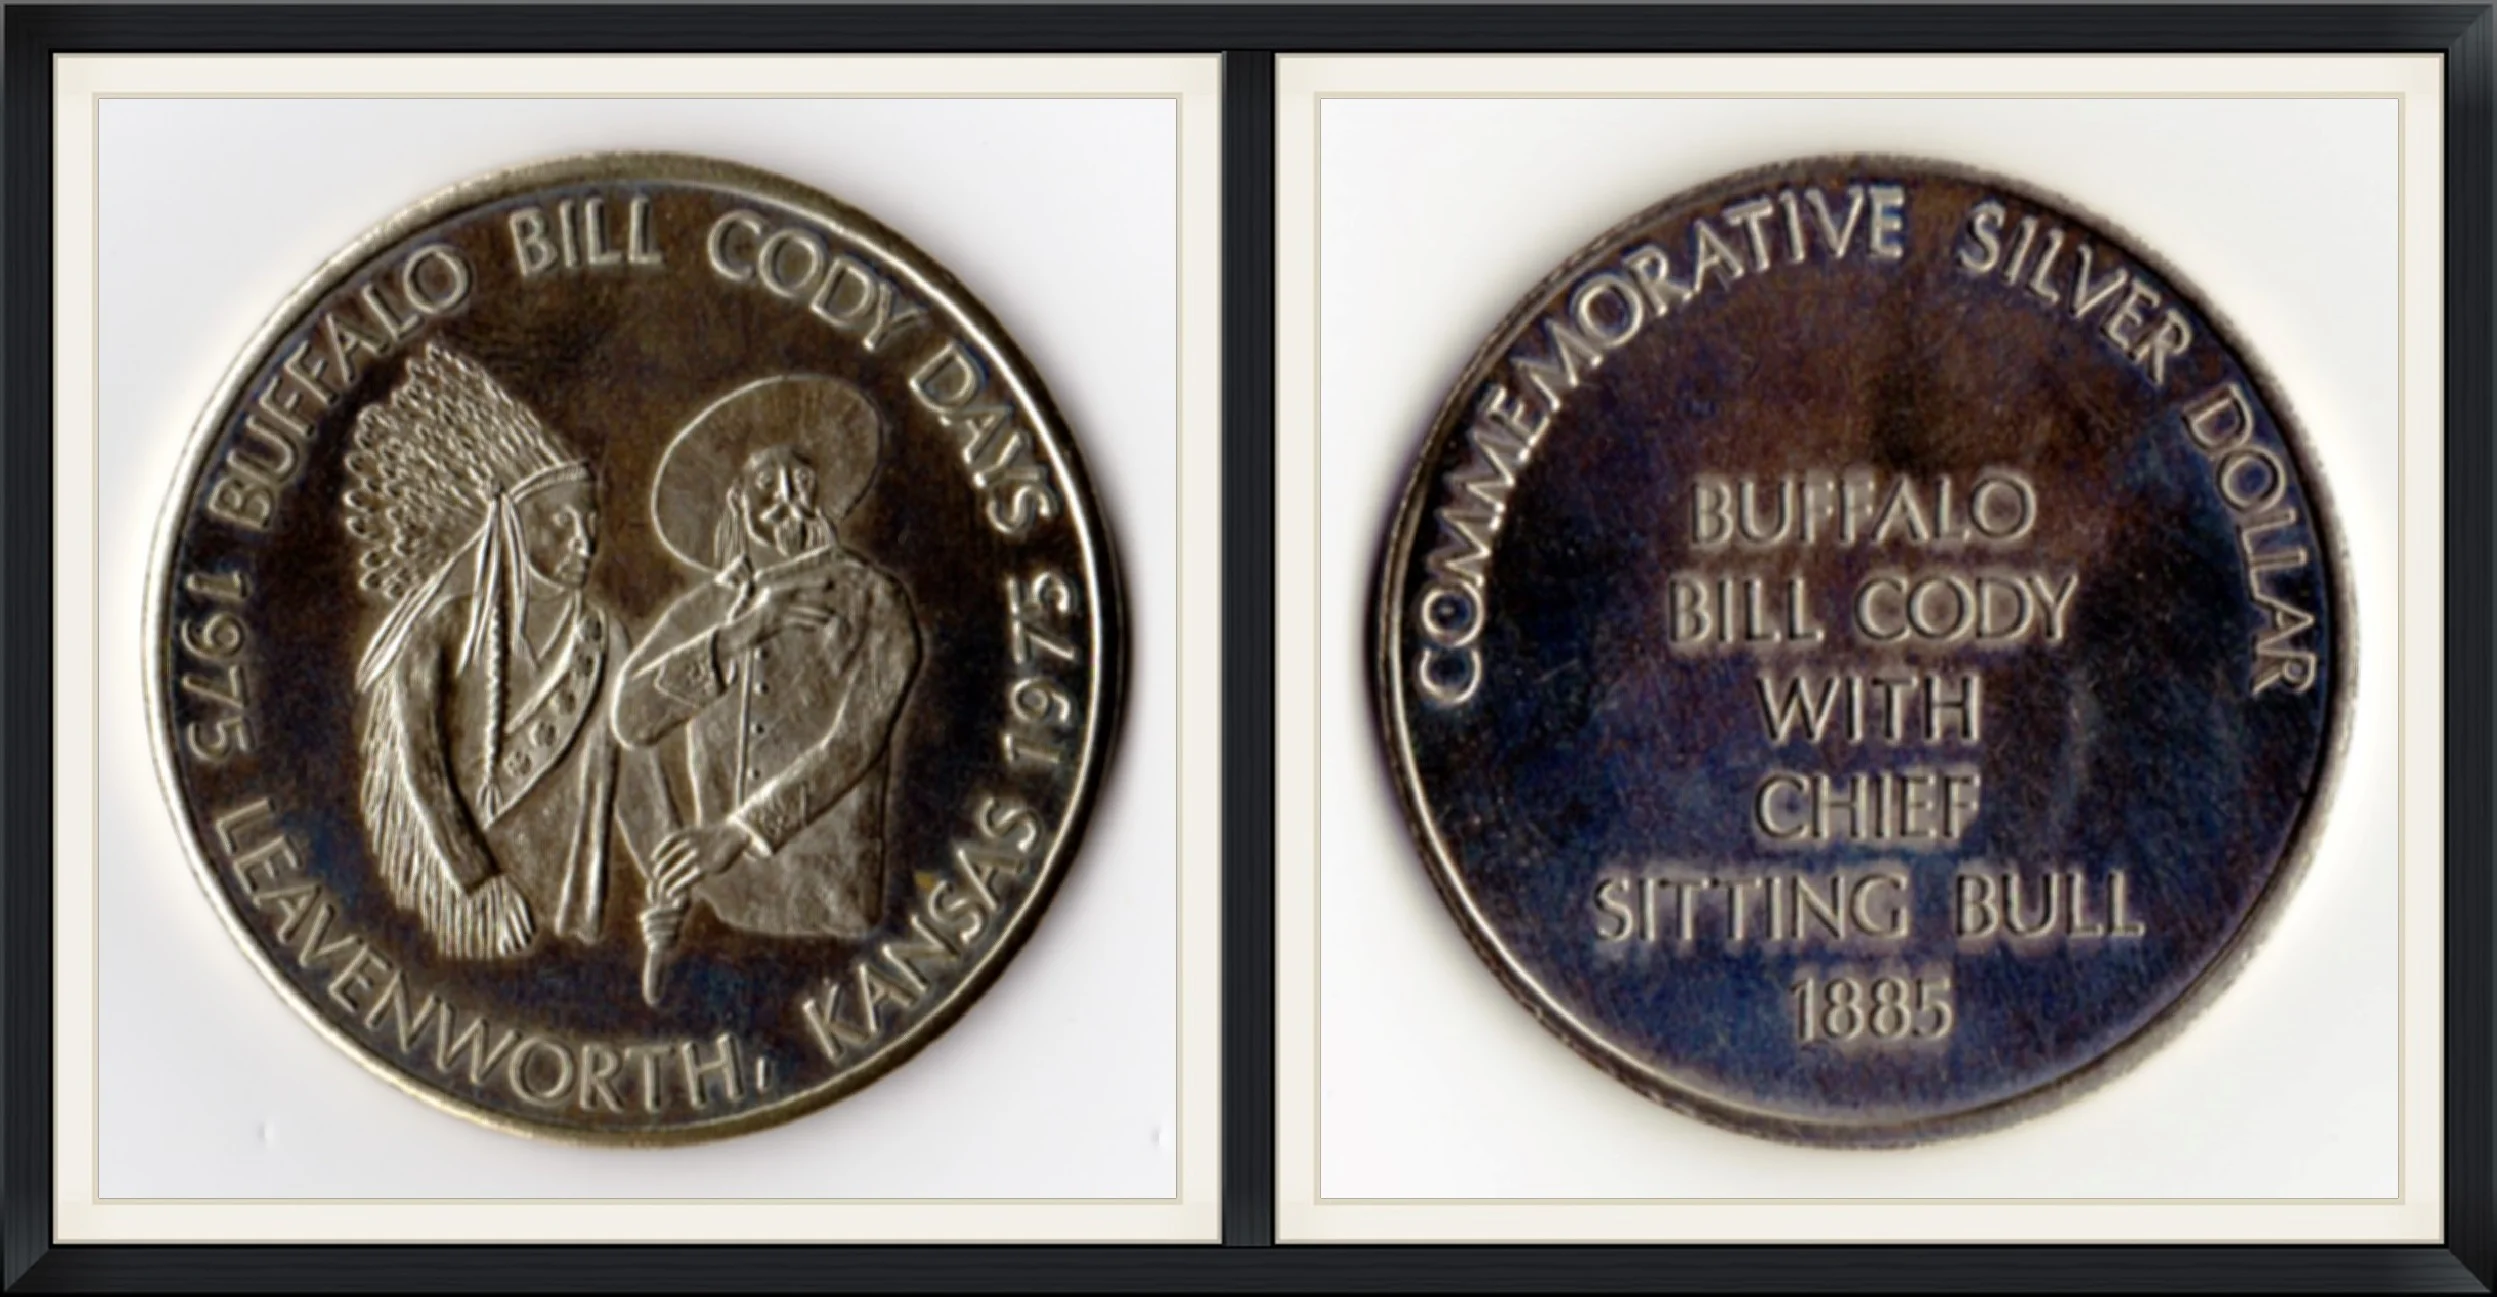 1975 BUFFALO BILL CODY DAYS 1975
LEAVENWORTH, KANSAS
COMMEMORATIVE SILVER DOLLAR
BUFFALO
BILL CODY
WITH
CHIEF
SITTING BULL
1885